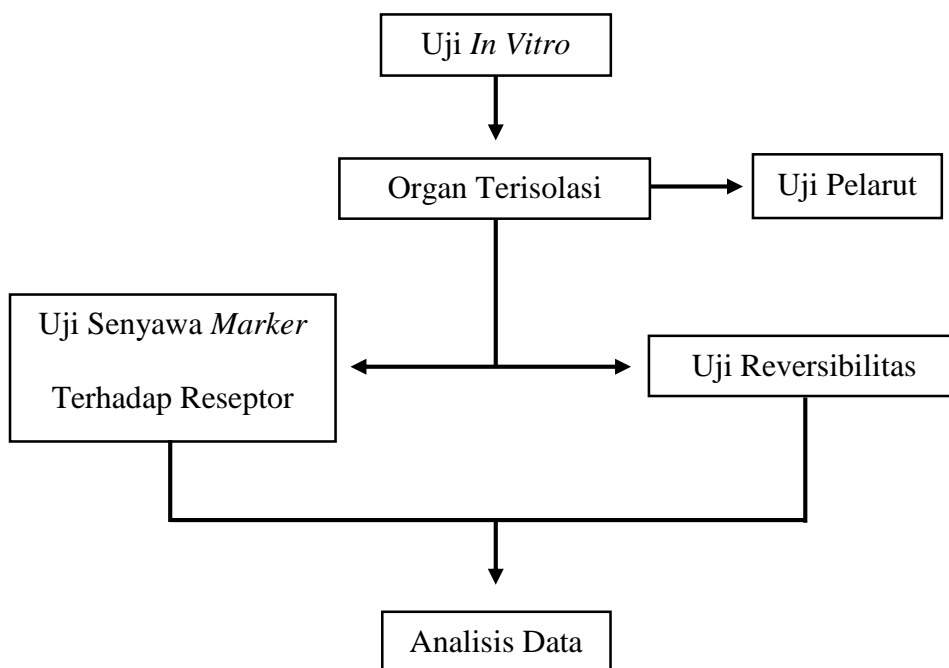 Uji In Vitro
Organ Terisolasi
Uji Pelarut
Uji Senyawa Marker
Terhadap Reseptor
Uji Reversibilitas
Analisis Data